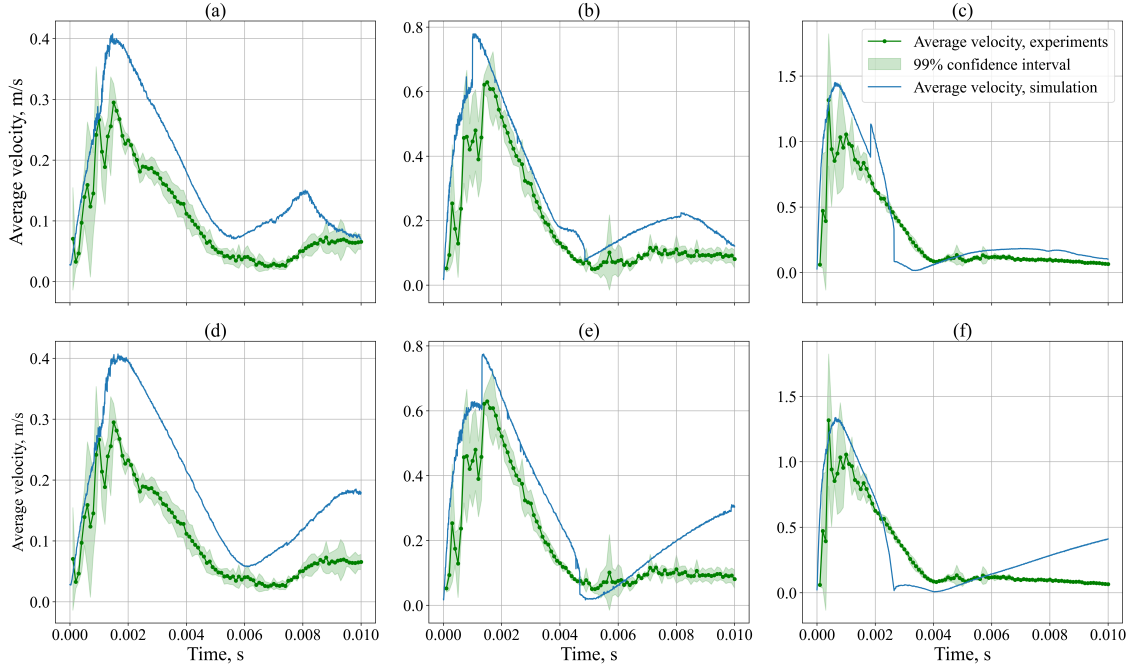 (a)
(b)
(c)
Average velocity, m/s
0.4
0.3
0.2
0.1
0.0
0.8
0.6
0.4
0.2
0.0
1.5
1.0
0.5
0.0
Average velocity, experiments
99% confidence interval
Average velocity, simulation
(d)
(e)
(f)
Average velocity, m/s
0.4
0.3
0.2
0.1
0.0
0.8
0.6
0.4
0.2
0.0
1.5
1.0
0.5
0.0
0.000 0.002 0.004 0.006 0.008 0.010
0.000 0.002 0.004 0.006 0.008 0.010
0.000 0.002 0.004 0.006 0.008 0.010
Time, s
Time, s
Time, s